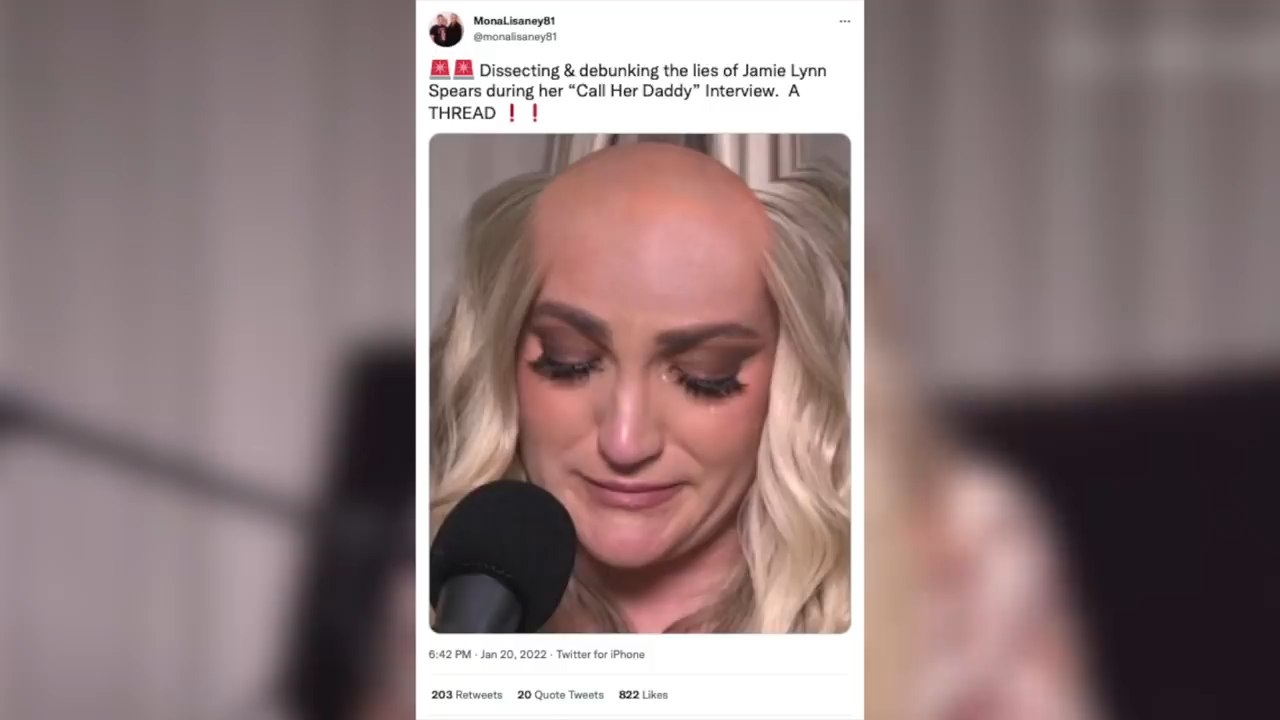 MonaLisaney81
@monalisaney81
🚨🚨 Dissecting & debunking the lies of Jamie Lynn
Spears during her “Call Her Daddy” Interview. A
THREAD ❗❗
6:42 PM · Jan 20, 2022 · Twitter for iPhone
203 Retweets 20 Quote Tweets 822 Likes